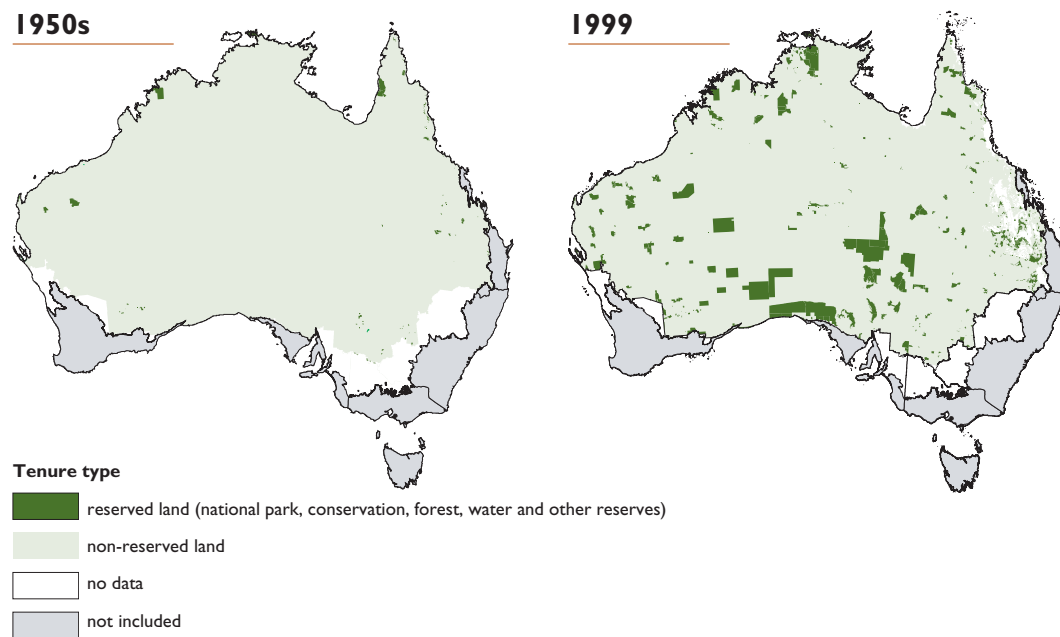 1950s
1999
Tenure type
reserved land (national park, conservation, forest, water and other reserves)
non-reserved land
no data
not included